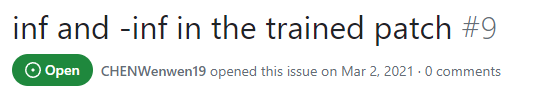 inf and -inf in the trained patch #9
Open CHENWenwen19 opened this issue on Mar 2, 2021 · 0 comments